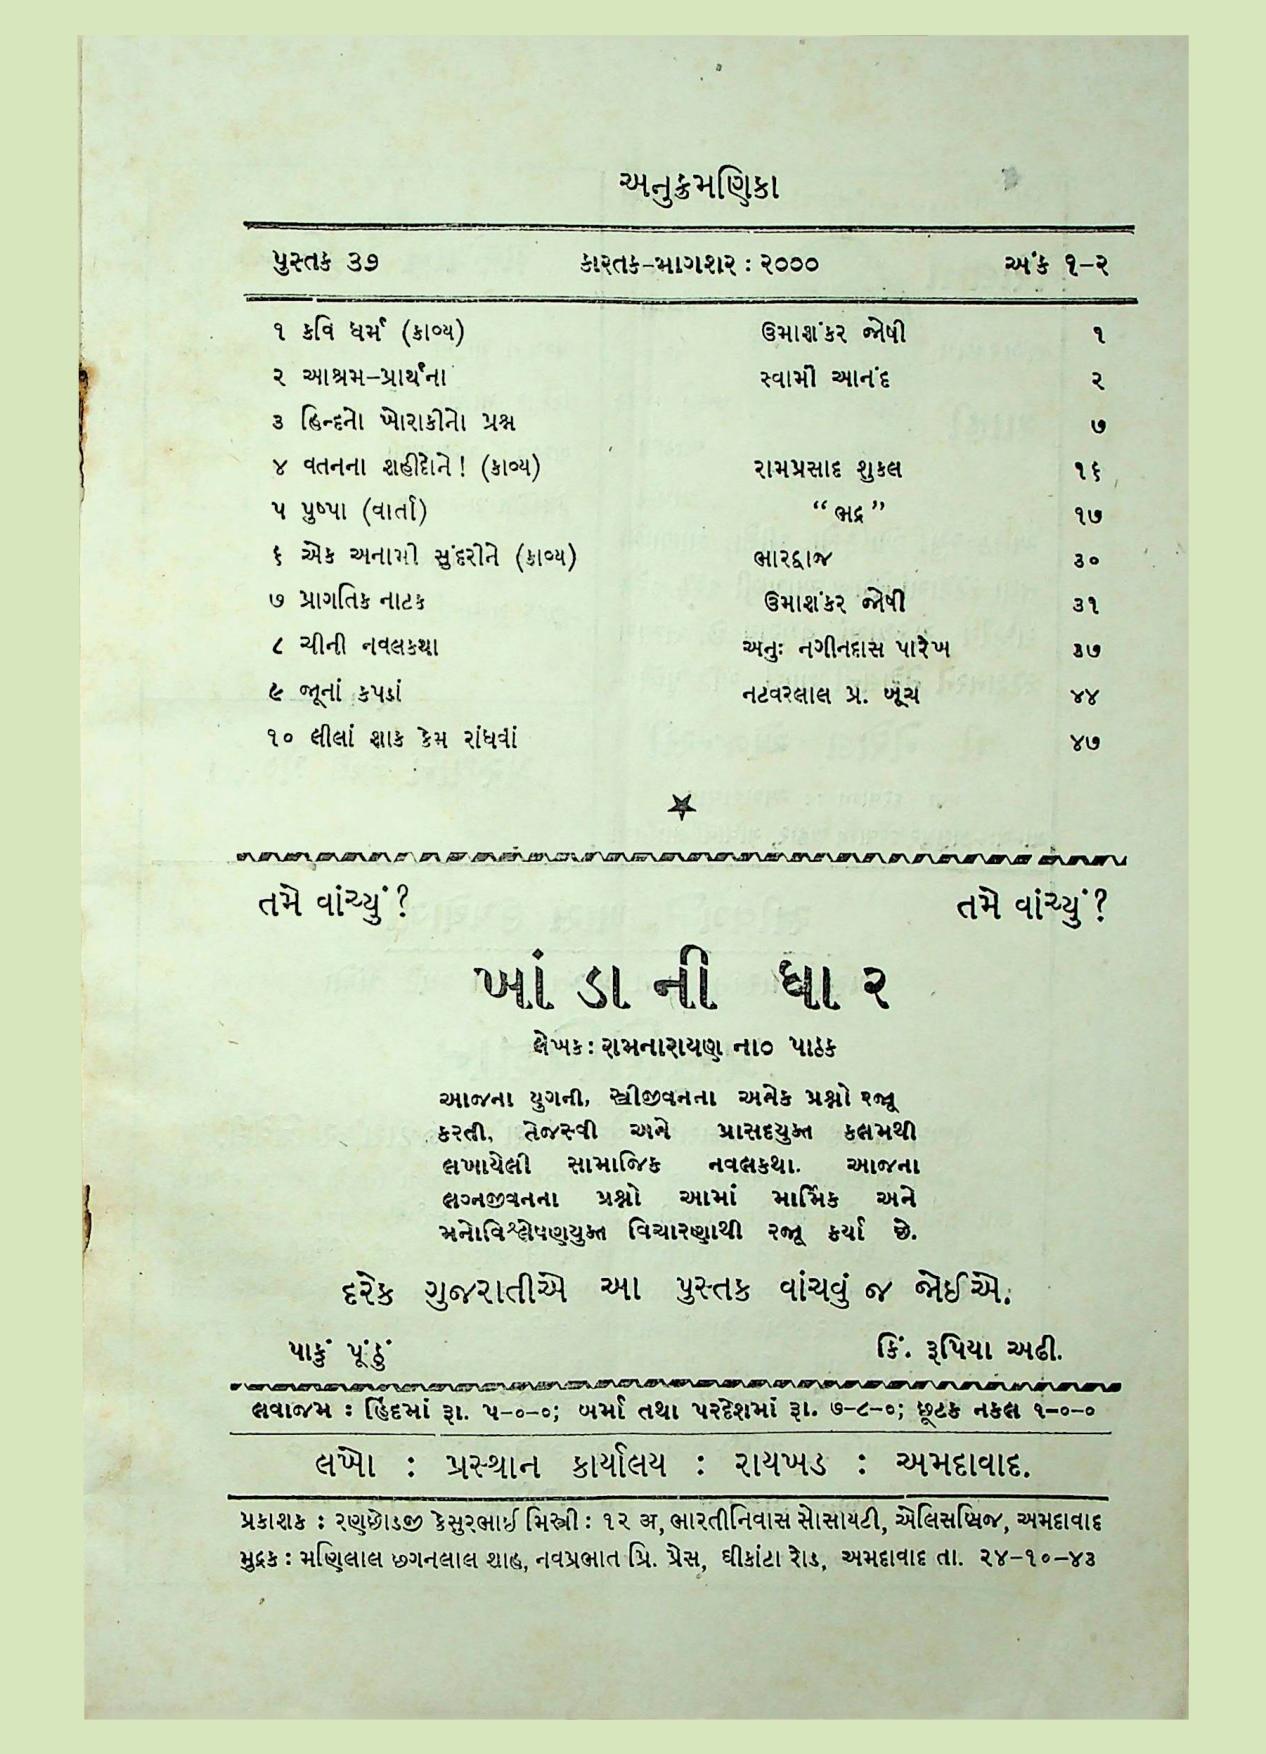 અનુક્રમણિકા
પુસ્તક ૩૭ કારતક-માગશર : ૨૦૦૦ અંક ૧-૨
૧ કવિ ધર્મ (કાવ્ય) ઉમાશંકર જોષી ૧
૨ આશ્રમ-પ્રાર્થના સ્વામી આનંદ ૨
૩ હિન્દનો ખોરાકીનો પ્રશ્ન ૭
૪ વતનના શહીદોને! (કાવ્ય) રામપ્રસાદ શુકલ ૧૬
૫ પુષ્પા (વાર્તા) “ભદ્ર” ૧૭
૬ એક અનામી સુંદરીને (કાવ્ય) ભારદ્વાજ ૩૦
૭ પ્રાગતિક નાટક ઉમાશંકર જોષી ૩૧
૮ ચીની નવલકથા અનુઃ નગીનદાસ પારેખ ૩૭
૯ જૂનાં કપડાં નટવરલાલ પ્ર. બૂચ ૪૪
૧૦ લીલાં શાક કેમ રાંધવાં ૪૭
તમે વાંચ્યું? તમે વાંચ્યું?
ખાંડાની ધાર
લેખક : રામનારાયણ ના૦ પાઠક
આજના યુગની, સ્ત્રીજીવનના અનેક પ્રશ્નો રજૂ
કરતી, તેજસ્વી અને પ્રાસદયુક્ત કલમથી
લખાયેલી સામાજિક નવલકથા. આજના
લગ્નજીવનના પ્રશ્નો આમાં માર્મિક અને
મનોવિશ્લેષણયુક્ત વિચારણાથી રજૂ કર્યા છે.
દરેક ગુજરાતીએ આ પુસ્તક વાંચવું જ જોઈએ.
પાકું પૂંઠું કિં. રૂપિયા અઢી.
લવાજમ : હિંદમાં રૂા. ૫-૦-૦; બર્મા તથા પરદેશમાં રૂા. ૭-૮-૦; છૂટક નકલ ૧-૦-૦
લખો : પ્રસ્થાન કાર્યાલય : રાયખડ : અમદાવાદ.
પ્રકાશક : રણછોડજી કેસુરભાઈ મિસ્ત્રી : ૧૨ અ, ભારતીનિવાસ સોસાયટી, એલિસબ્રિજ, અમદાવાદ
મુદ્રક : મણિલાલ છગનલાલ શાહ, નવપ્રભાત પ્રિ. પ્રેસ, ઘીકાંટા રોડ, અમદાવાદ તા. ૨૪-૧૦-૪૩